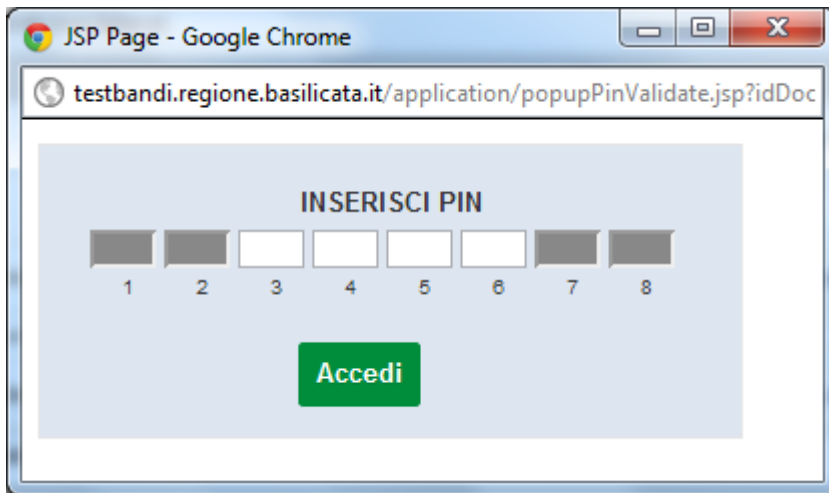 JSP Page - Google Chrome
testbandi.regione.basilicata.it/application/popupPinValidate.jsp?idDoc
INSERISCI PIN
1 2 3 4 5 6 7 8
Accedi